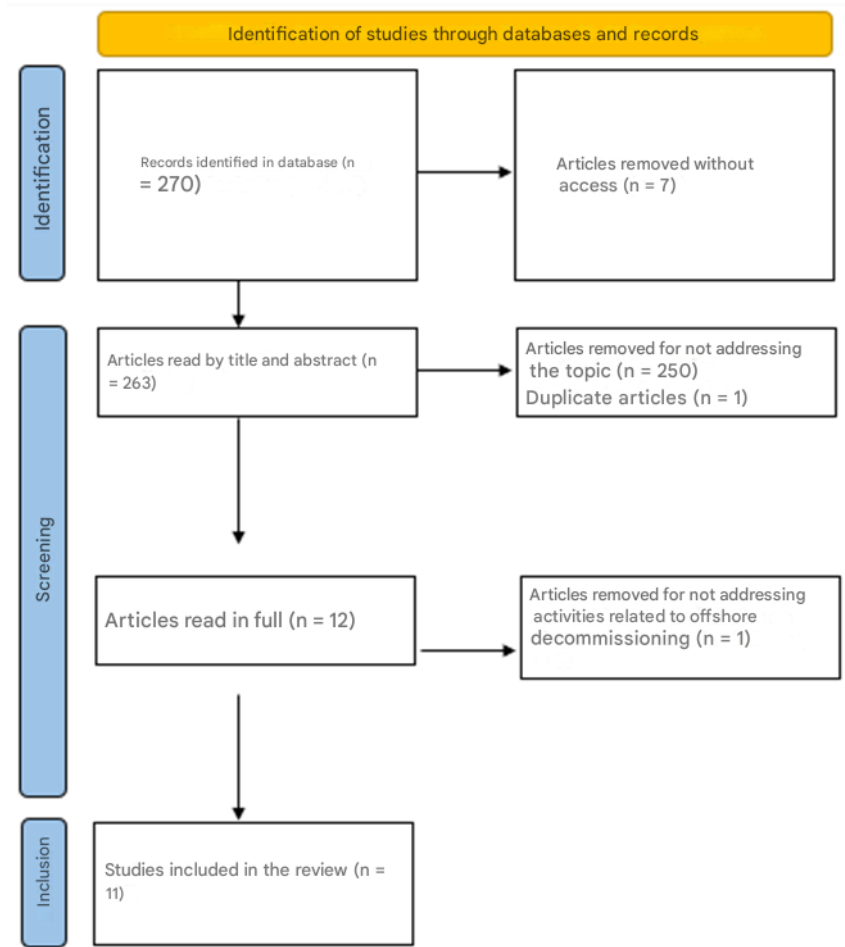 Identification of studies through databases and records
Identification
Records identified in database (n
= 270)
Articles removed without
access (n = 7)
Screening
Articles read by title and abstract (n
= 263)
Articles removed for not addressing
the topic (n = 250)
Duplicate articles (n = 1)
Articles read in full (n = 12)
Articles removed for not addressing
activities related to offshore
decommissioning (n = 1)
Inclusion
Studies included in the review (n =
11)